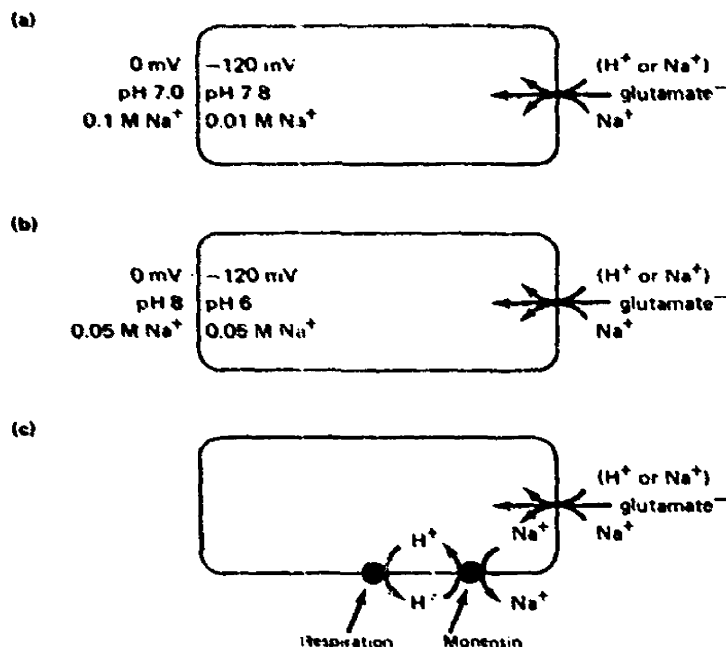 (a)
0 mV −120 mV (H⁺ or Na⁺)
pH 7.0 pH 7 8 glutamate⁻
0.1 M Na⁺ 0.01 M Na⁺ Na⁺
(b)
0 mV −120 mV (H⁺ or Na⁺)
pH 8 pH 6 glutamate⁻
0.05 M Na⁺ 0.05 M Na⁺ Na⁺
(c)
(H⁺ or Na⁺)
glutamate⁻
Na⁺ Na⁺
H⁺
H⁺ Na⁺
Respiration Monensin